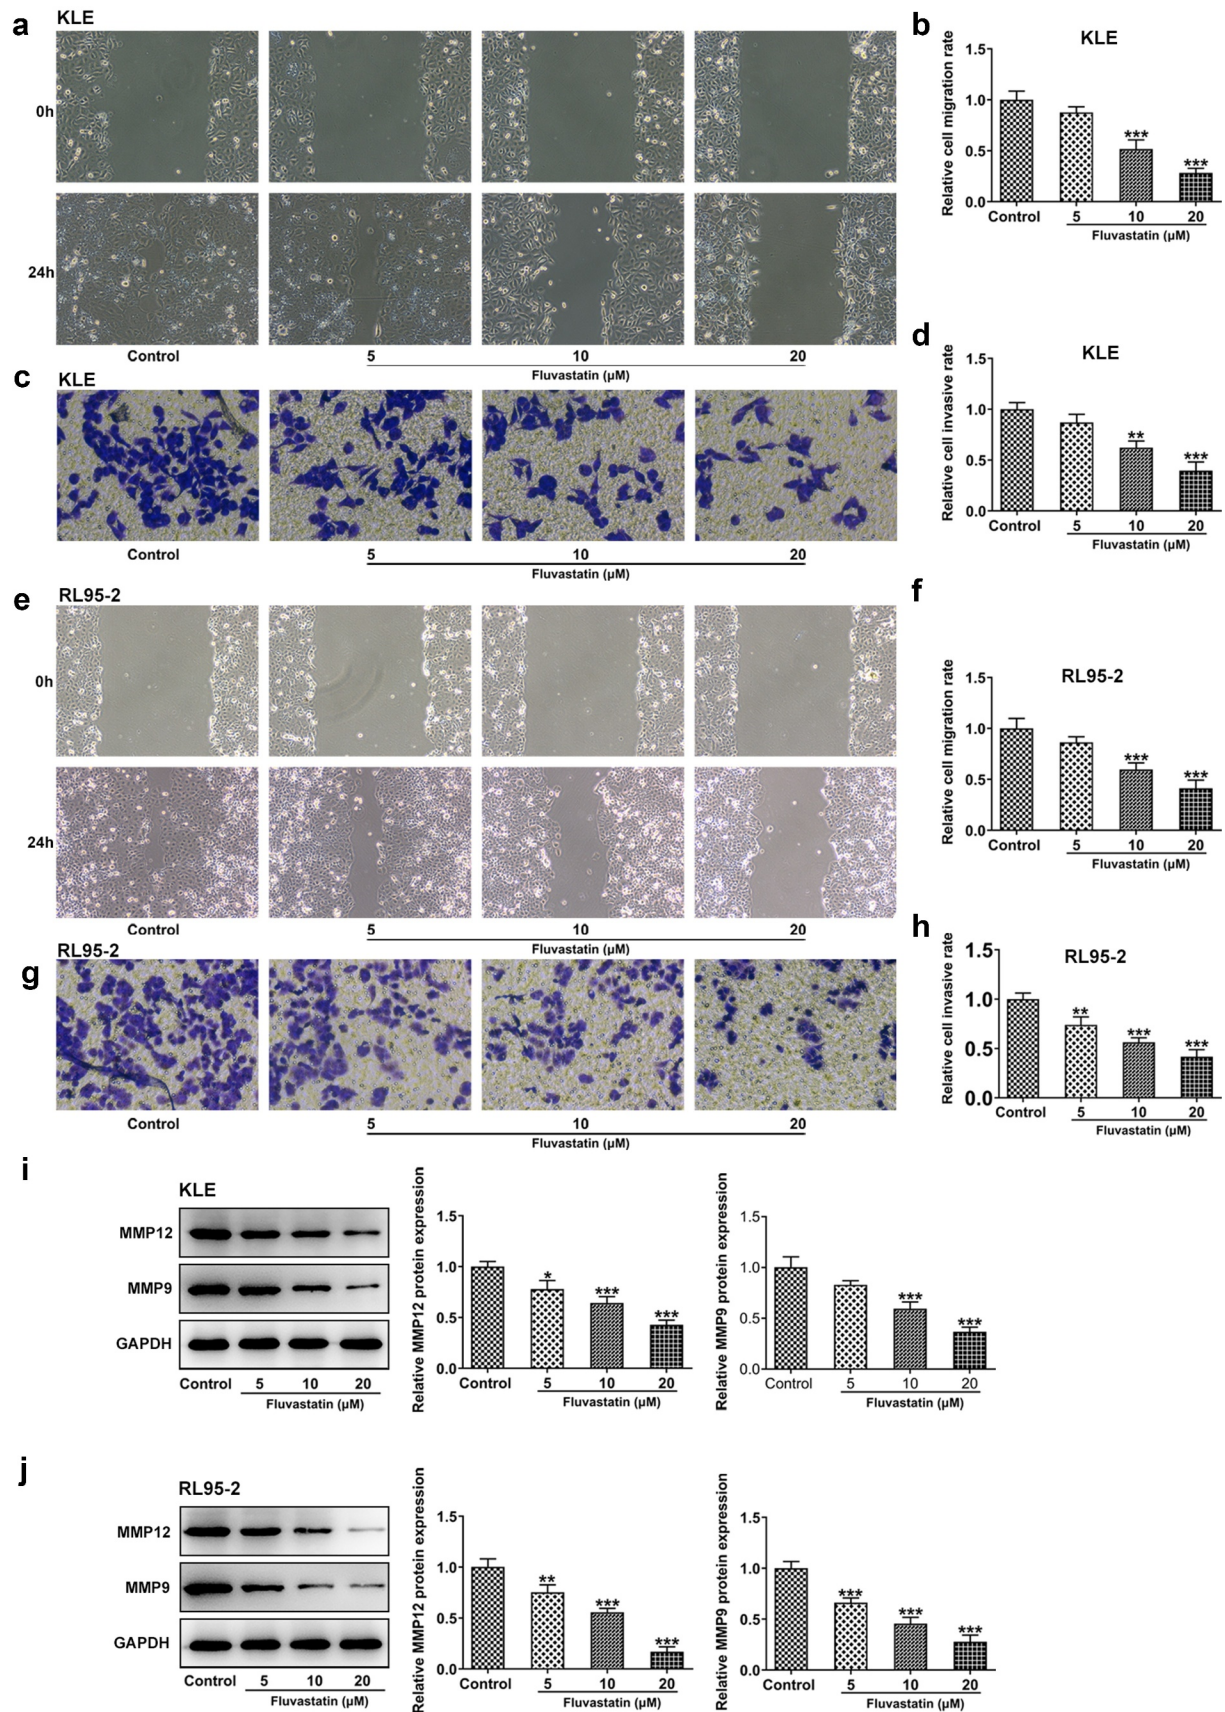 a
KLE
0h
24h
Control
5
10
20
Fluvastatin (μM)
b
KLE
Relative cell migration rate
1.5
1.0
0.5
0.0
***
***
Control
5
10
20
Fluvastatin (μM)
c
KLE
Control
5
10
20
Fluvastatin (μM)
d
KLE
Relative cell invasive rate
1.5
1.0
0.5
0.0
**
***
Control
5
10
20
Fluvastatin (μM)
e
RL95-2
0h
24h
Control
5
10
20
Fluvastatin (μM)
f
RL95-2
Relative cell migration rate
1.5
1.0
0.5
0.0
***
***
Control
5
10
20
Fluvastatin (μM)
g
RL95-2
Control
5
10
20
Fluvastatin (μM)
h
RL95-2
Relative cell invasive rate
1.5
1.0
0.5
0.0
**
***
***
Control
5
10
20
Fluvastatin (μM)
i
KLE
MMP12
MMP9
GAPDH
Control
5
10
20
Fluvastatin (μM)
Relative MMP12 protein expression
1.5
1.0
0.5
0.0
*
***
***
Control
5
10
20
Fluvastatin (μM)
Relative MMP9 protein expression
1.5
1.0
0.5
0.0
***
***
Control
5
10
20
Fluvastatin (μM)
j
RL95-2
MMP12
MMP9
GAPDH
Control
5
10
20
Fluvastatin (μM)
Relative MMP12 protein expression
1.5
1.0
0.5
0.0
**
***
***
Control
5
10
20
Fluvastatin (μM)
Relative MMP9 protein expression
1.5
1.0
0.5
0.0
***
***
***
Control
5
10
20
Fluvastatin (μM)